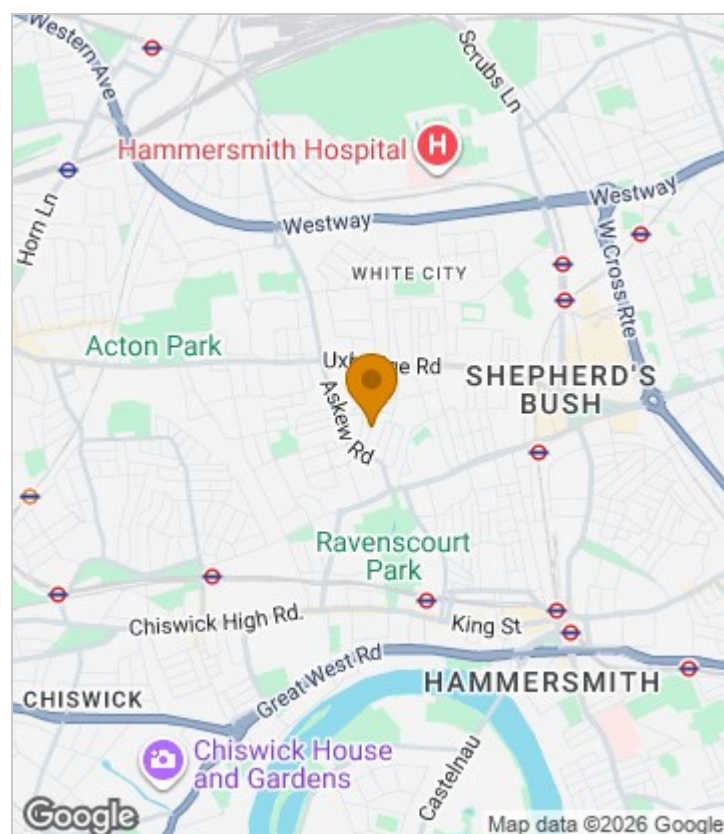 Western Ave
Scrubs Ln
Hammersmith Hospital
H
Horn Ln
Westway
Westway
W Cross Rte
WHITE CITY
Acton Park
Uxbridge Rd
SHEPHERD'S
BUSH
Askew Rd
Ravenscourt
Park
Chiswick High Rd.
King St
Great West Rd
HAMMERSMITH
CHISWICK
Chiswick House
and Gardens
Castelnau
Google
Map data ©2026 Google